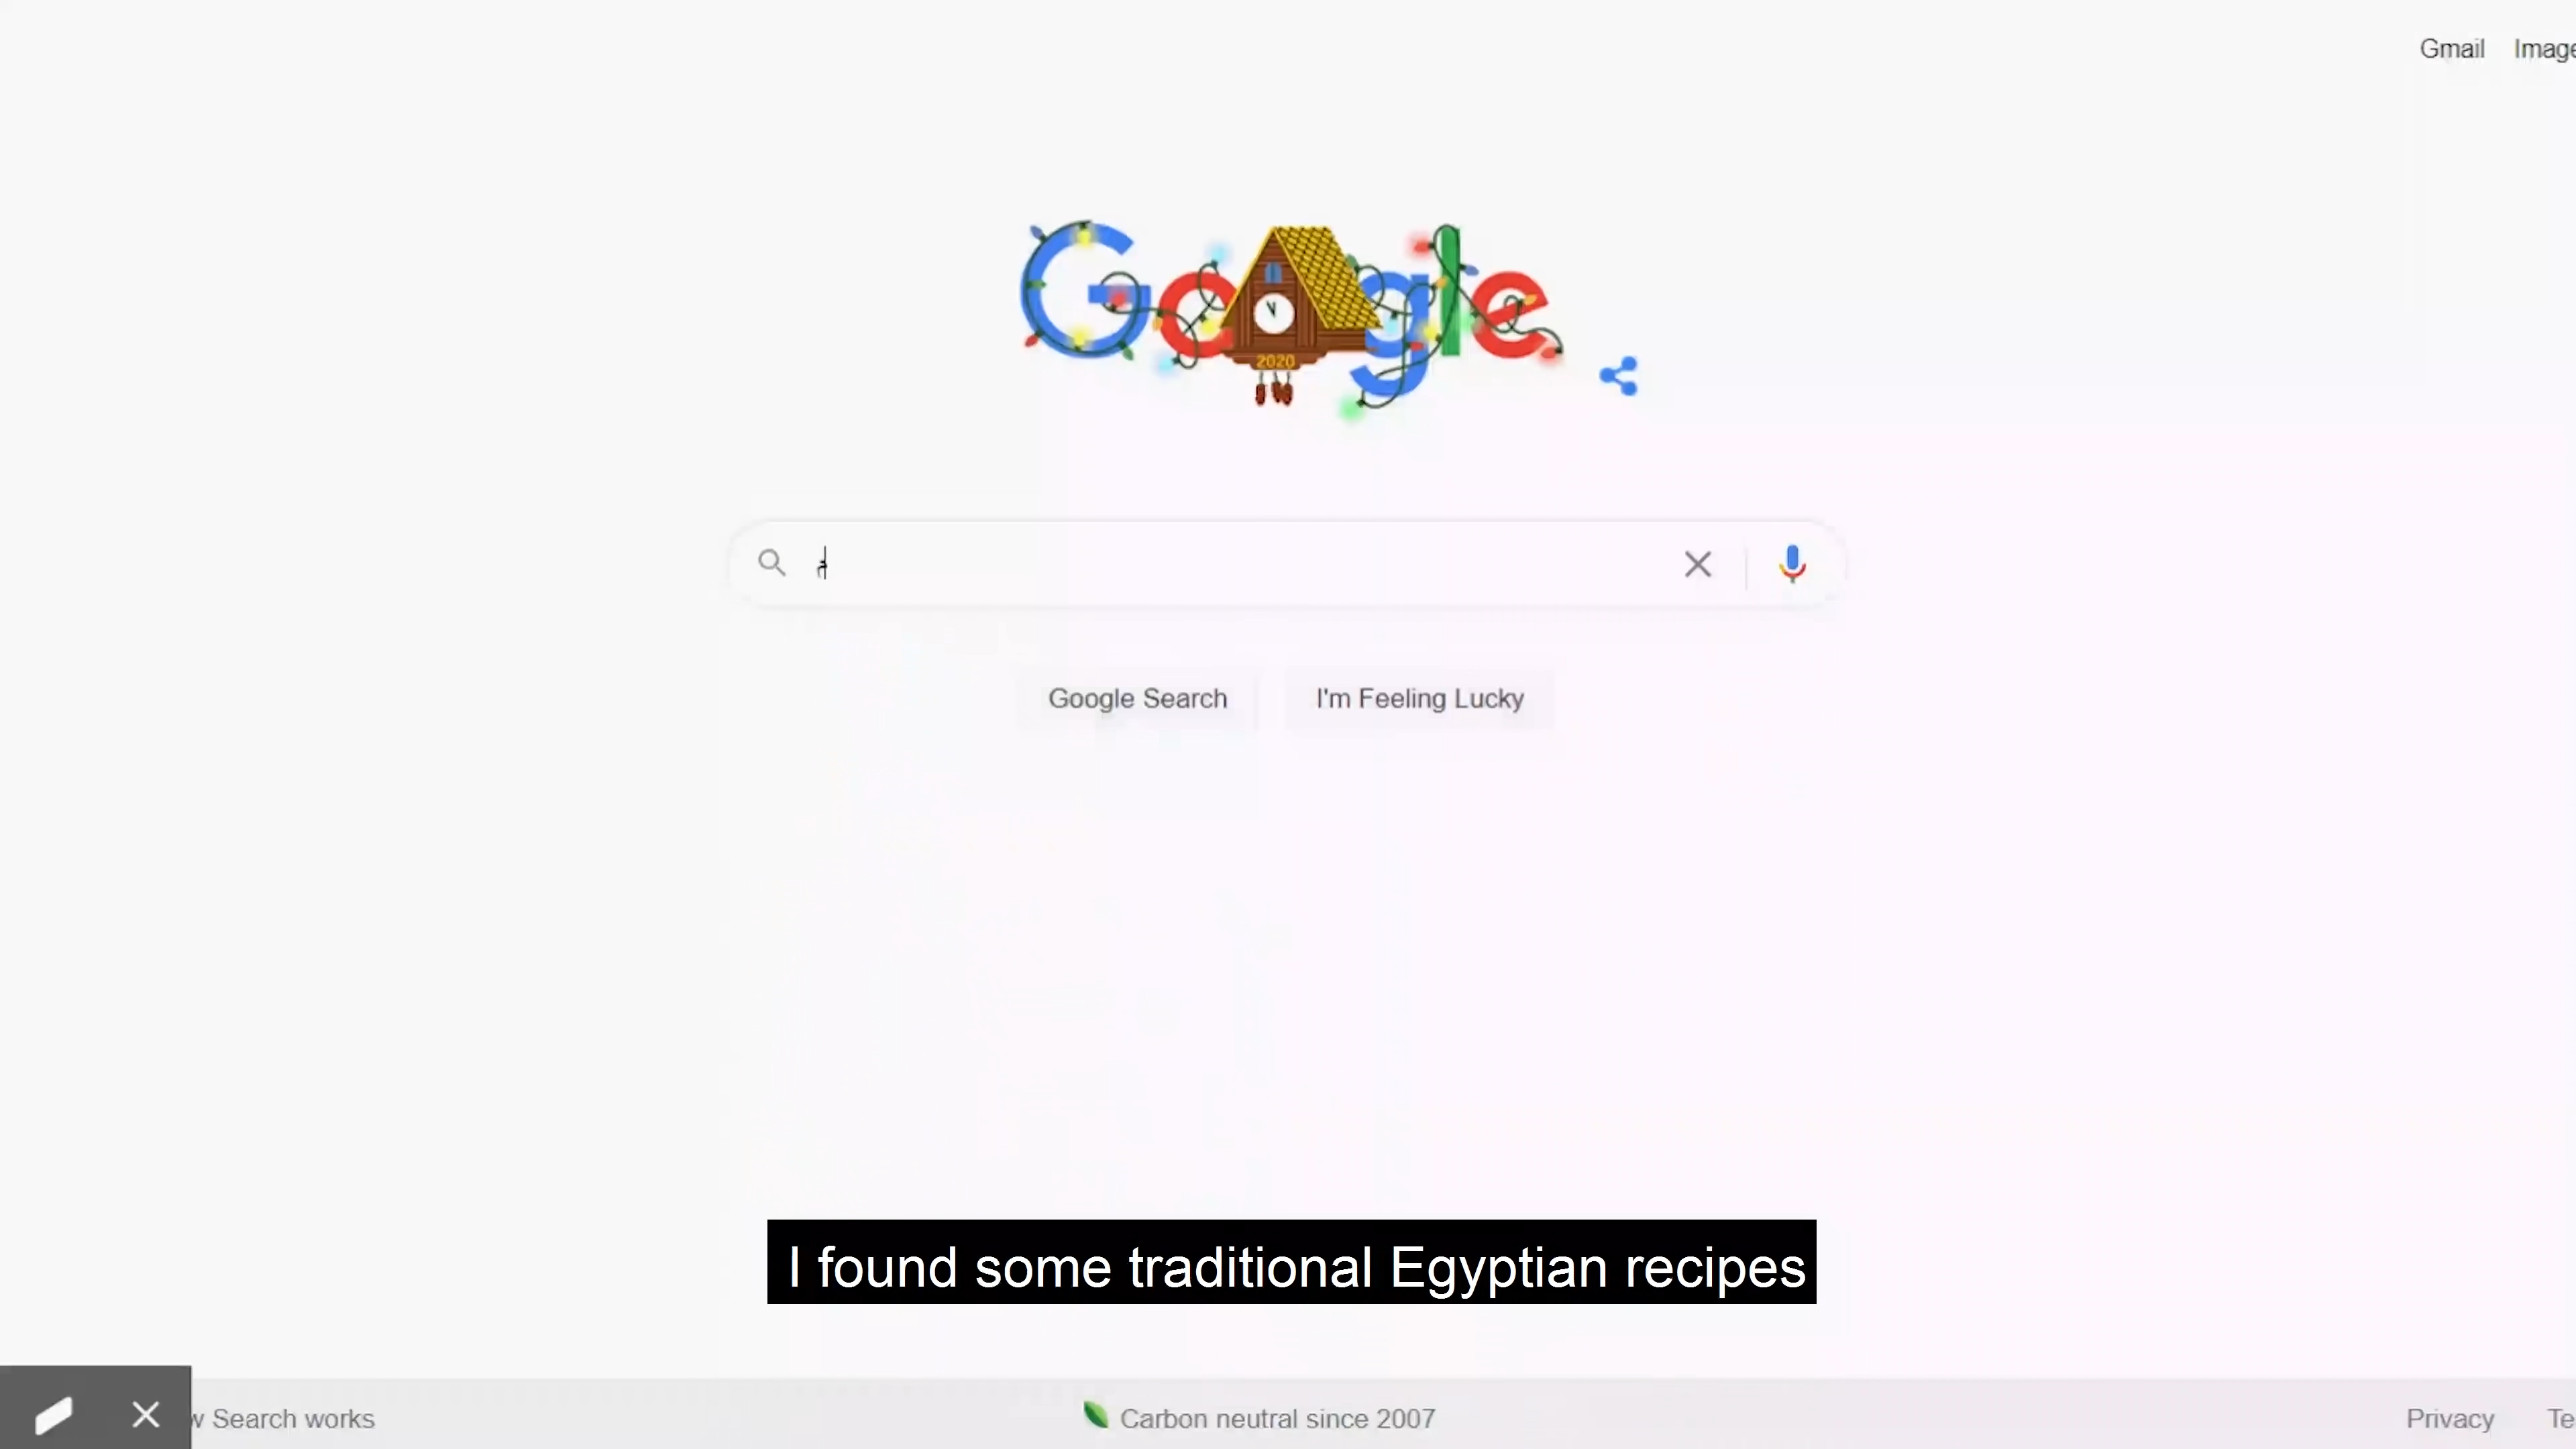 Gmail Image
Google
2020
Google Search I'm Feeling Lucky
I found some traditional Egyptian recipes
w Search works Carbon neutral since 2007 Privacy Te